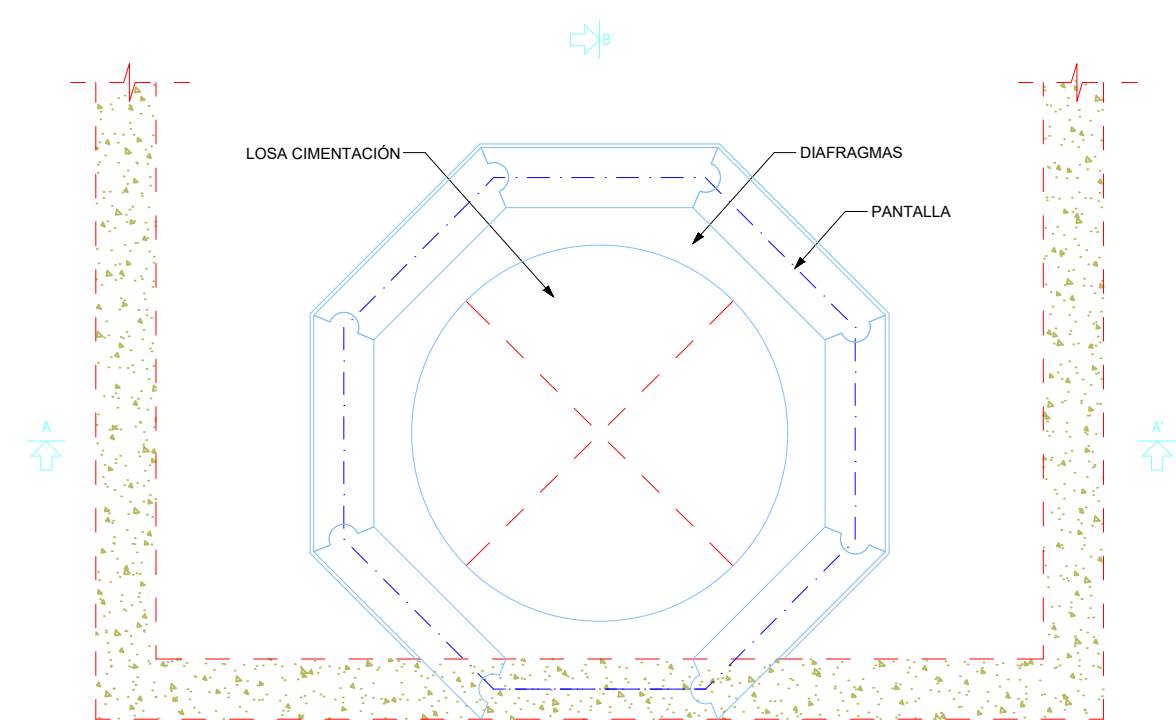 B'
LOSA CIMENTACIÓN
DIAFRAGMAS
PANTALLA
A
A'